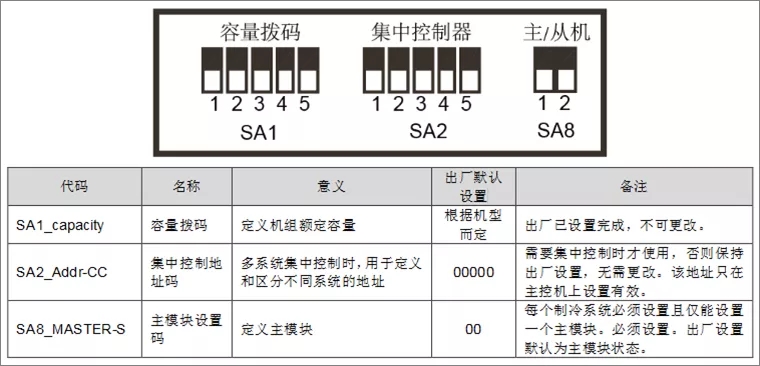 容量拨码 集中控制器 主/从机
1 2 3 4 5 1 2 3 4 5 1 2
SA1 SA2 SA8
代码 名称 意义 出厂默认 备注
设置
SA1_capacity 容量拨码 定义机组额定容量 根据机型 出厂已设置完成，不可更改。
而定
SA2_Addr-CC 集中控制地 多系统集中控制时，用于定义 00000 需要集中控制时才使用，否则保持
址码 和区分不同系统的地址 出厂设置，无需更改。该地址只在
主控机上设置有效。
SA8_MASTER-S 主模块设置 定义主模块 00 每个制冷系统必须设置且仅能设置
码 一个主模块。必须设置。出厂设置
默认为主模块状态。